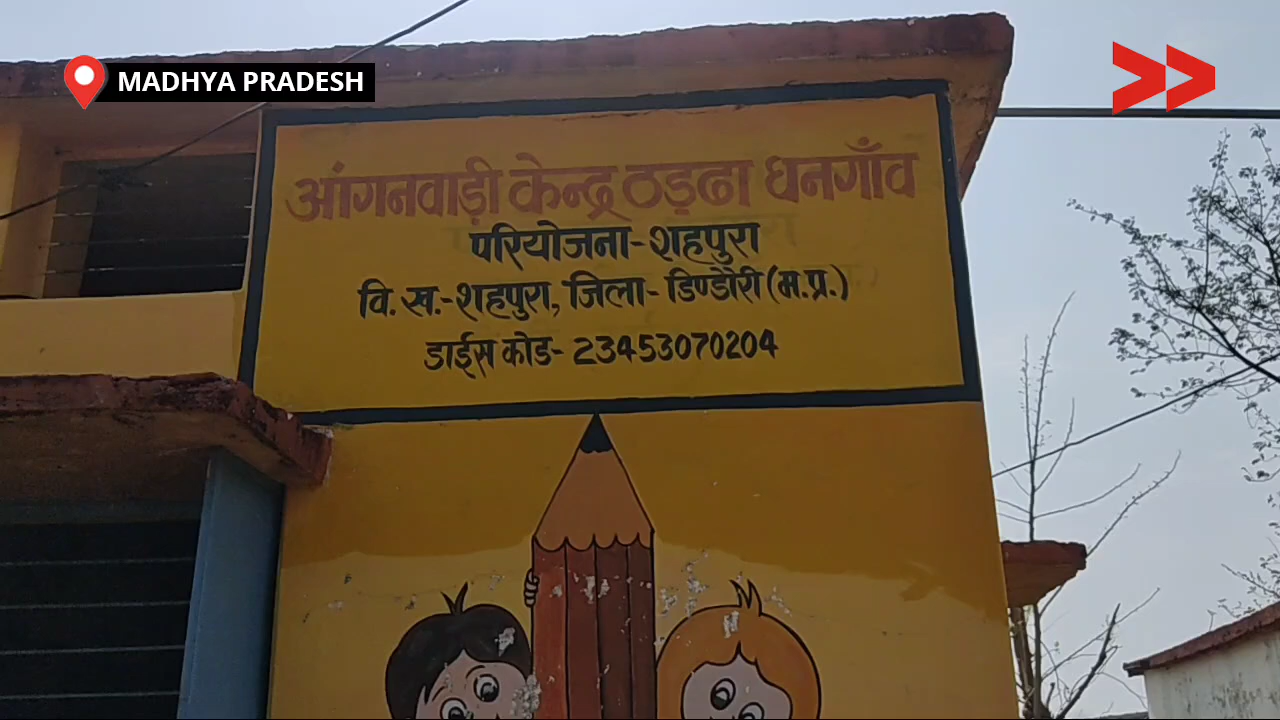 MADHYA PRADESH
आंगनवाड़ी केन्द्र ठड़ढा धनगाँव
परियोजना-शहपुरा
वि. ख.-शहपुरा, जिला- डिण्डौरी (म.प्र.)
डाईस कोड- 23453070204